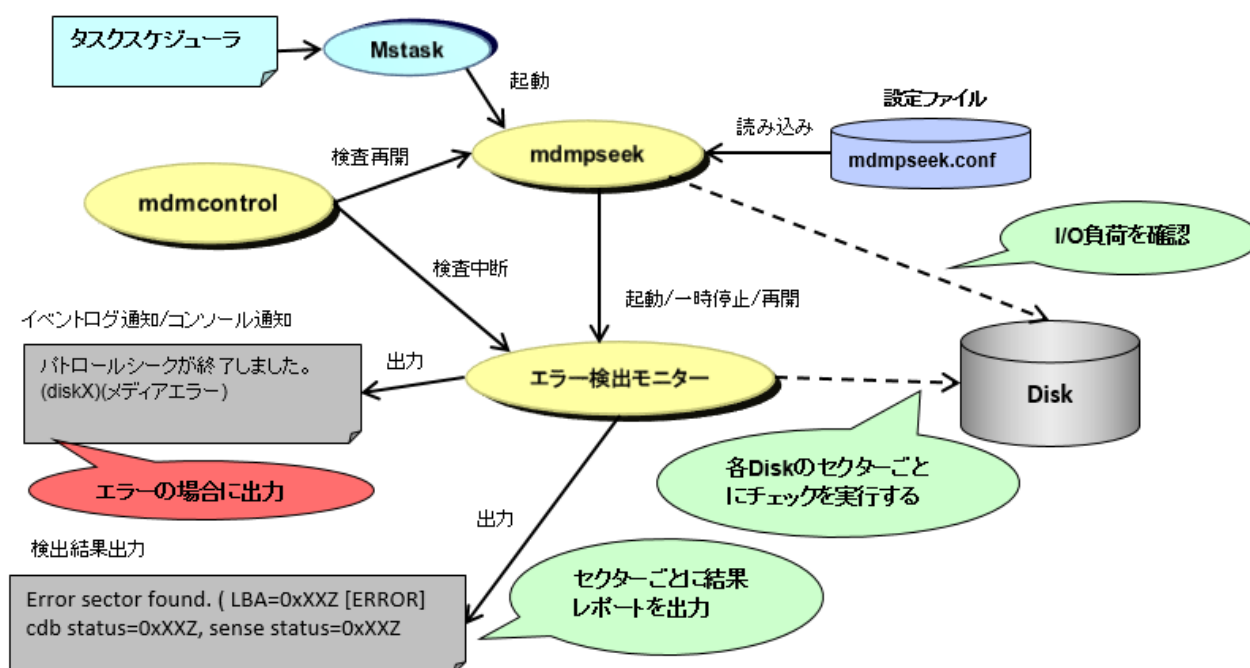 タスクスケジューラ
Mstask
起動
設定ファイル
読み込み
mdmpseek.conf
検査再開
mdmpseek
mdmcontrol
I/O負荷を確認
検査中断
起動/一時停止/再開
イベントログ通知/コンソール通知
パトロールシークが終了しました。
(diskX)(メディアエラー)
出力
エラー検出モニター
Disk
エラーの場合に出力
各Diskのセクターごと
にチェックを実行する
出力
検出結果出力
セクターごとに結果
レポートを出力
Error sector found. ( LBA=0xXXZ [ERROR]
cdb status=0xXXZ, sense status=0xXXZ